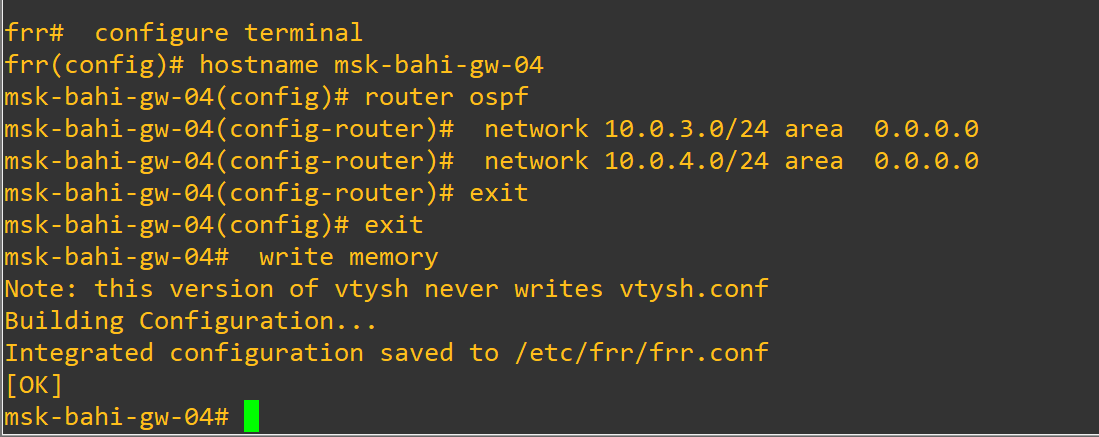 frr#  configure terminal
frr(config)# hostname msk-bahi-gw-04
msk-bahi-gw-04(config)# router ospf
msk-bahi-gw-04(config-router)#  network 10.0.3.0/24 area  0.0.0.0
msk-bahi-gw-04(config-router)#  network 10.0.4.0/24 area  0.0.0.0
msk-bahi-gw-04(config-router)# exit
msk-bahi-gw-04(config)# exit
msk-bahi-gw-04#  write memory
Note: this version of vtysh never writes vtysh.conf
Building Configuration...
Integrated configuration saved to /etc/frr/frr.conf
[OK]
msk-bahi-gw-04#